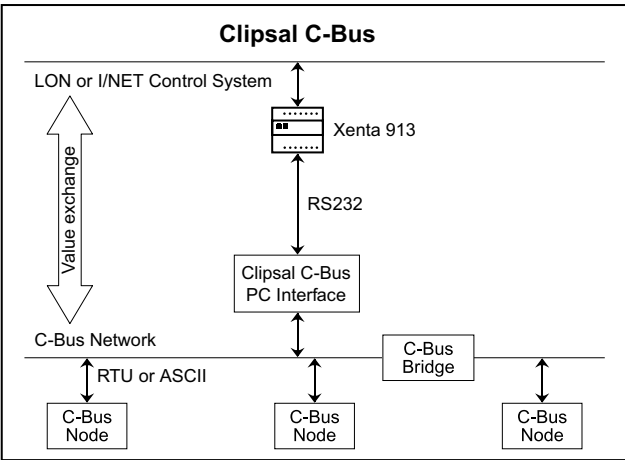 Clipsal C-Bus
LON or I/NET Control System
Xenta 913
Value exchange
RS232
Clipsal C-Bus
PC Interface
C-Bus Network
C-Bus
Bridge
RTU or ASCII
C-Bus
Node
C-Bus
Node
C-Bus
Node